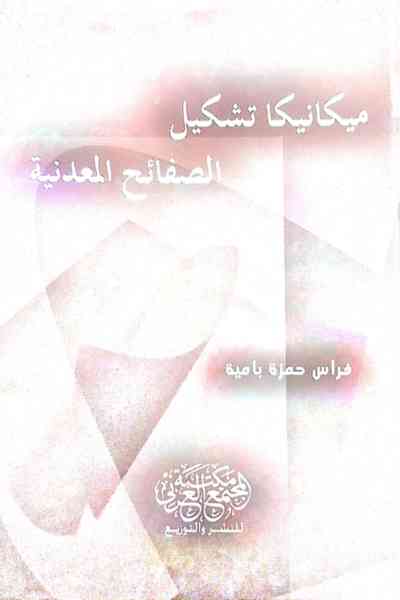 ميكانيكا تشكيل
الصفائح المعدنية
فراس حمزة بامية
مكتبة
المجتمع العربي
للنشر والتوزيع